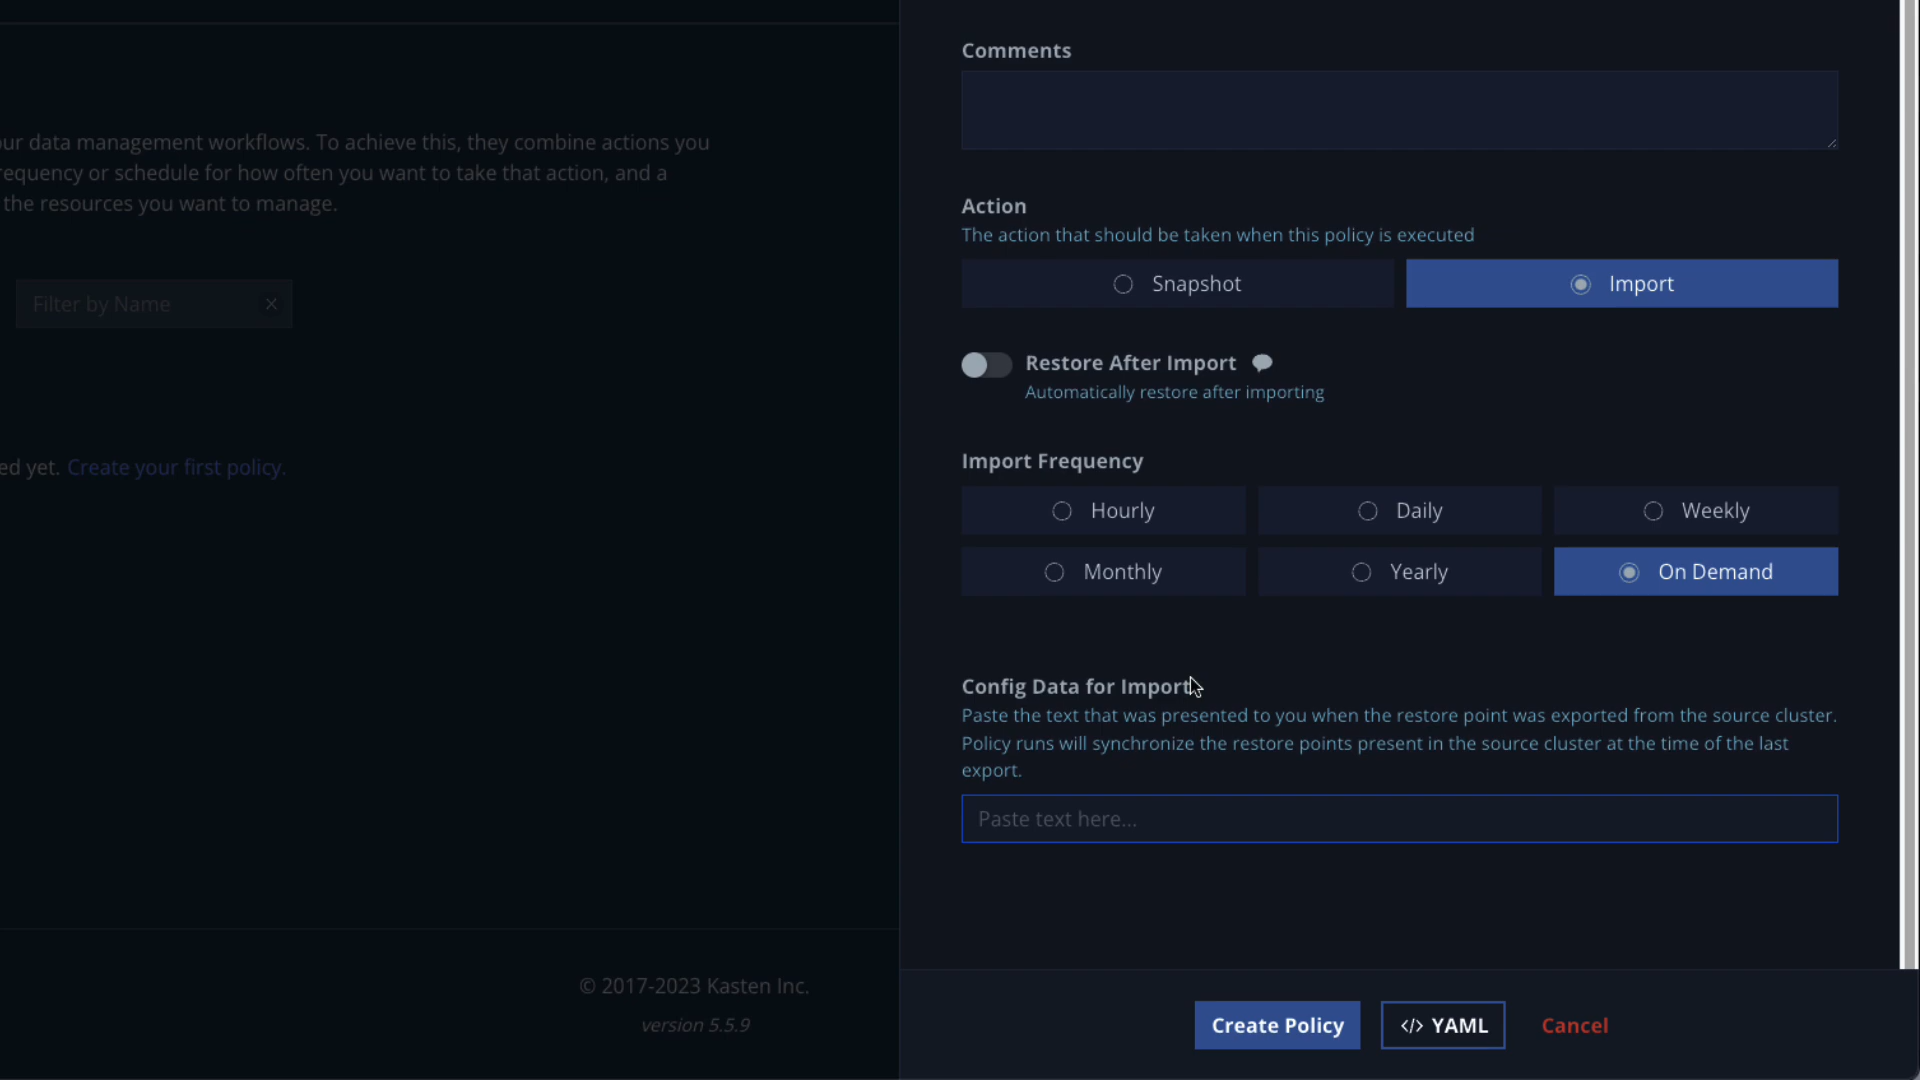 ur data management workflows. To achieve this, they combine actions you
requency or schedule for how often you want to take that action, and a
the resources you want to manage.
Filter by Name
ed yet. Create your first policy.
© 2017-2023 Kasten Inc.
version 5.5.9
Comments
Action
The action that should be taken when this policy is executed
Snapshot
Import
Restore After Import
Automatically restore after importing
Import Frequency
Hourly
Daily
Weekly
Monthly
Yearly
On Demand
Config Data for Import
Paste the text that was presented to you when the restore point was exported from the source cluster.
Policy runs will synchronize the restore points present in the source cluster at the time of the last
export.
Paste text here...
Create Policy
</> YAML
Cancel